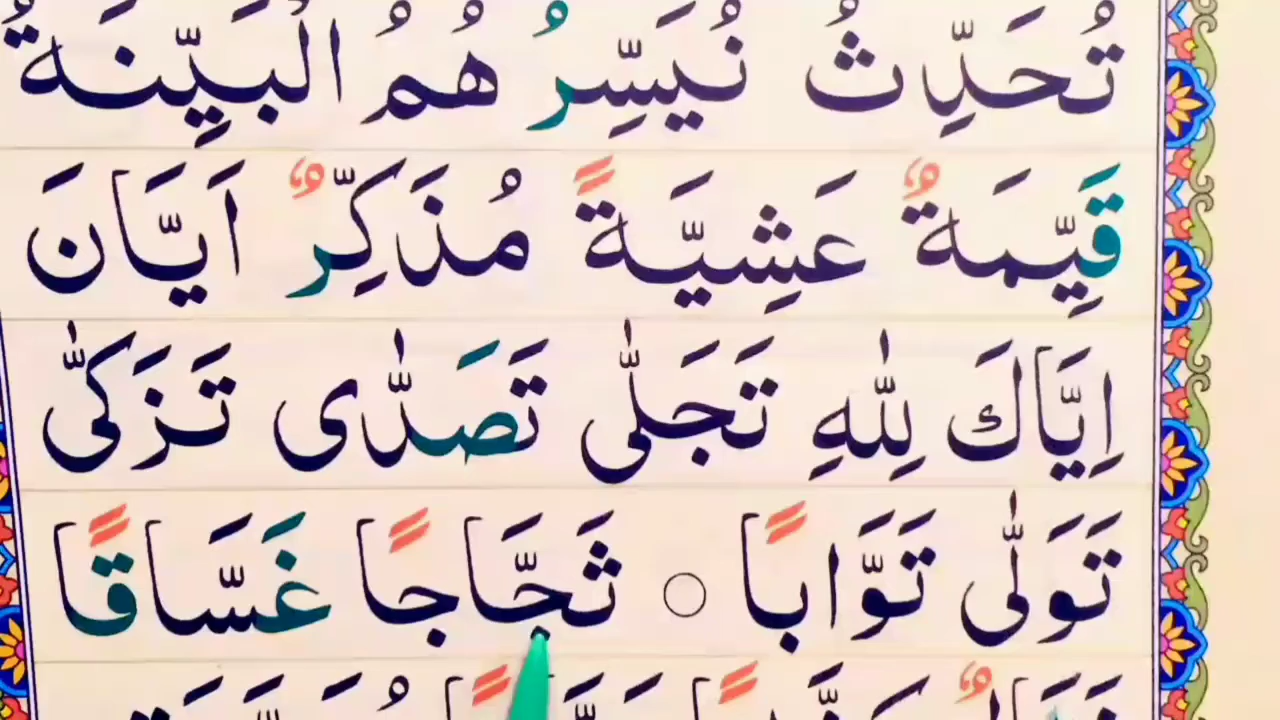 تُحَدِّثُ نُيَسِّرُ هُمُ الْبَيِّنَةُ
قَيِّمَةٌ عَشِيَّةً مُذَكِّرٌ اَيَّانَ
اِيَّاكَ لِلّٰهِ تَجَلّٰى تَصَدّٰى تَزَكّٰى
تَوَلّٰى تَوَّابًا ○ ثَجَّاجًا غَسَّاقًا